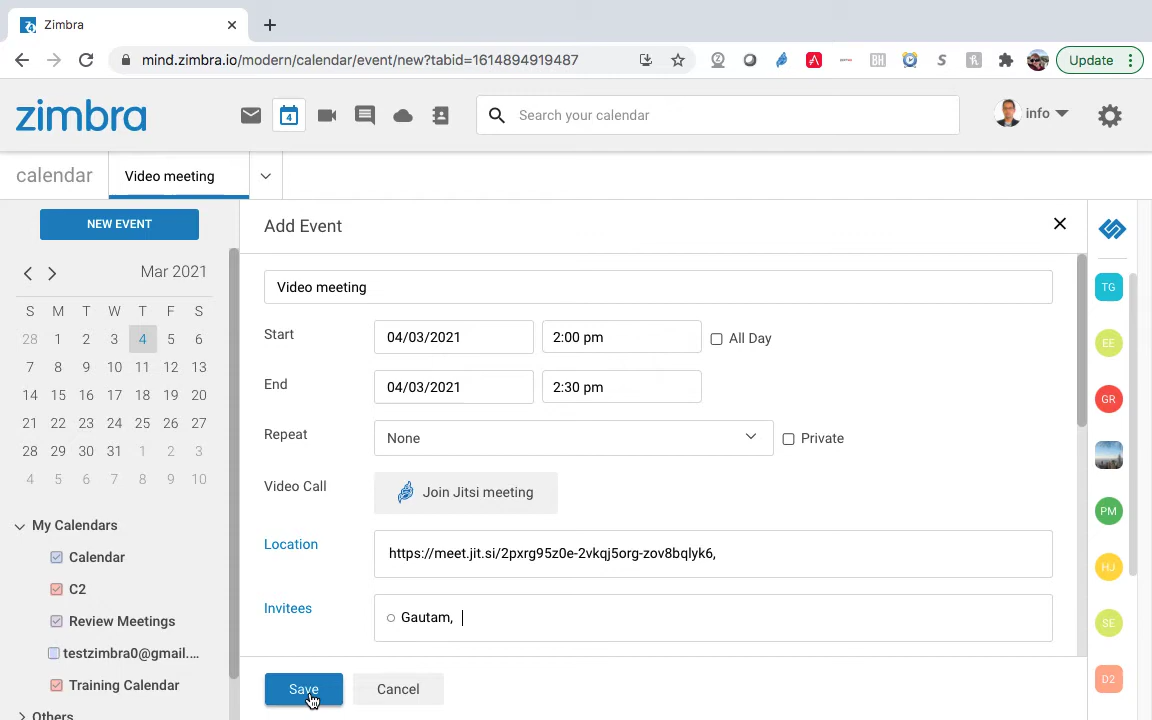 Zimbra
mind.zimbra.io/modern/calendar/event/new?tabid=1614894919487
Update
BH
S
h
zimbra
4
Search your calendar
info
calendar
Video meeting
NEW EVENT
Add Event
Mar 2021
S M T W T F S
28 1 2 3 4 5 6
7 8 9 10 11 12 13
14 15 16 17 18 19 20
21 22 23 24 25 26 27
28 29 30 31 1 2 3
4 5 6 7 8 9 10
My Calendars
Calendar
C2
Review Meetings
testzimbra0@gmail....
Training Calendar
Others
Video meeting
Start
04/03/2021
2:00 pm
All Day
End
04/03/2021
2:30 pm
Repeat
None
Private
Video Call
Join Jitsi meeting
Location
https://meet.jit.si/2pxrg95z0e-2vkqj5org-zov8bqlyk6,
Invitees
Gautam,
Save
Cancel
TG
EE
GR
PM
HJ
SE
D2